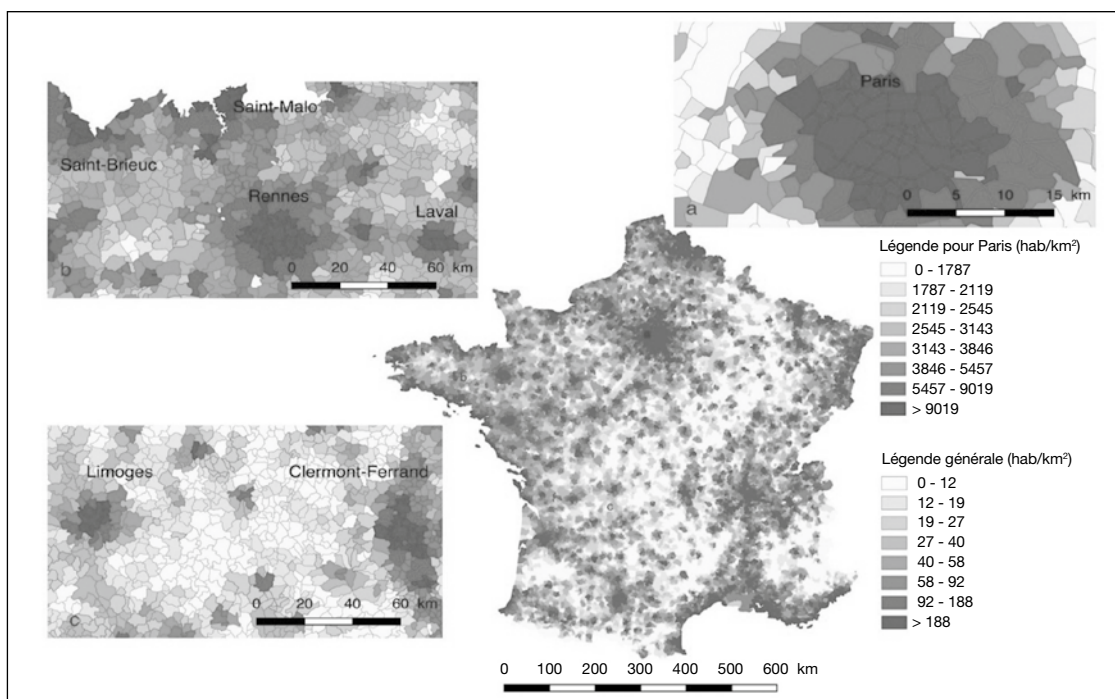 Paris
0 5 10 15 km
a
Saint-Malo
Saint-Brieuc
Rennes
Laval
b
0 20 40 60 km
Légende pour Paris (hab/km²)
0 - 1787
1787 - 2119
2119 - 2545
2545 - 3143
3143 - 3846
3846 - 5457
5457 - 9019
> 9019
b
Limoges
Clermont-Ferrand
c
0 20 40 60 km
c
Légende générale (hab/km²)
0 - 12
12 - 19
19 - 27
27 - 40
40 - 58
58 - 92
92 - 188
> 188
0 100 200 300 400 500 600 km